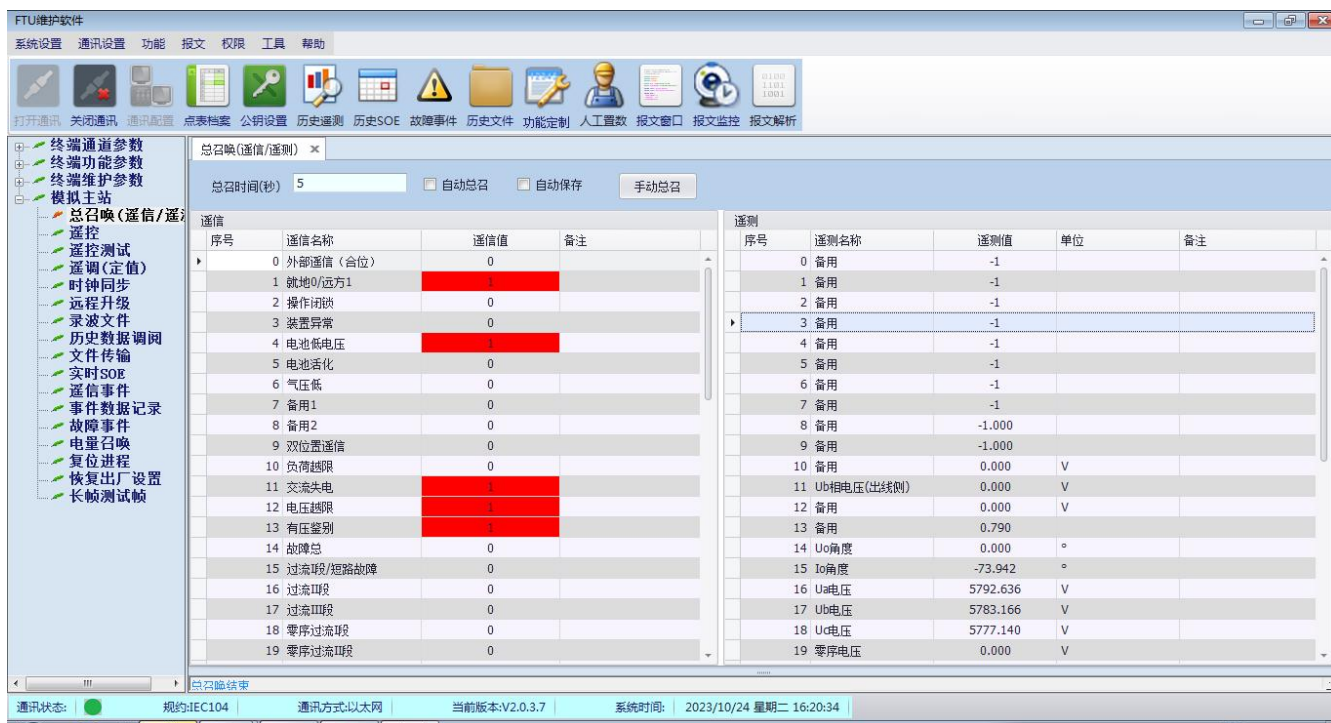 FTU维护软件
系统设置 通讯设置 功能 报文 权限 工具 帮助
打开通讯 关闭通讯 通讯配置 点表档案 公钥设置 历史遥测 历史SOE 故障事件 历史文件 功能定制 人工置数 报文窗口 报文监控 报文解析
终端通道参数
终端功能参数
终端维护参数
模拟主站
总召唤(遥信/遥测
遥控
遥控测试
遥调(定值)
时钟同步
远程升级
录波文件
历史数据调阅
文件传输
实时SOE
遥信事件
事件数据记录
故障事件
电量召唤
复位进程
恢复出厂设置
长帧测试帧
总召唤(遥信/遥测)
总召时间(秒) 5 自动总召 自动保存 手动总召
遥信
序号 遥信名称 遥信值 备注
0 外部遥信（合位） 0
1 就地0/远方1 1
2 操作闭锁 0
3 装置异常 0
4 电池低电压 1
5 电池活化 0
6 气压低 0
7 备用1 0
8 备用2 0
9 双位置遥信 0
10 负荷越限 0
11 交流失电 1
12 电压越限 1
13 有压鉴别 1
14 故障总 0
15 过流I段/短路故障 0
16 过流II段 0
17 过流III段 0
18 零序过流I段 0
19 零序过流II段 0
遥测
序号 遥测名称 遥测值 单位 备注
0 备用 -1
1 备用 -1
2 备用 -1
3 备用 -1
4 备用 -1
5 备用 -1
6 备用 -1
7 备用 -1
8 备用 -1.000
9 备用 -1.000
10 备用 0.000 V
11 Ub相电压(出线侧) 0.000 V
12 备用 0.000 V
13 备用 0.790
14 Uo角度 0.000 °
15 Io角度 -73.942 °
16 Ua电压 5792.636 V
17 Ub电压 5783.166 V
18 Uc电压 5777.140 V
19 零序电压 0.000 V
总召唤结束
通讯状态: 规约:IEC104 通讯方式:以太网 当前版本:V2.0.3.7 系统时间: 2023/10/24 星期二 16:20:34